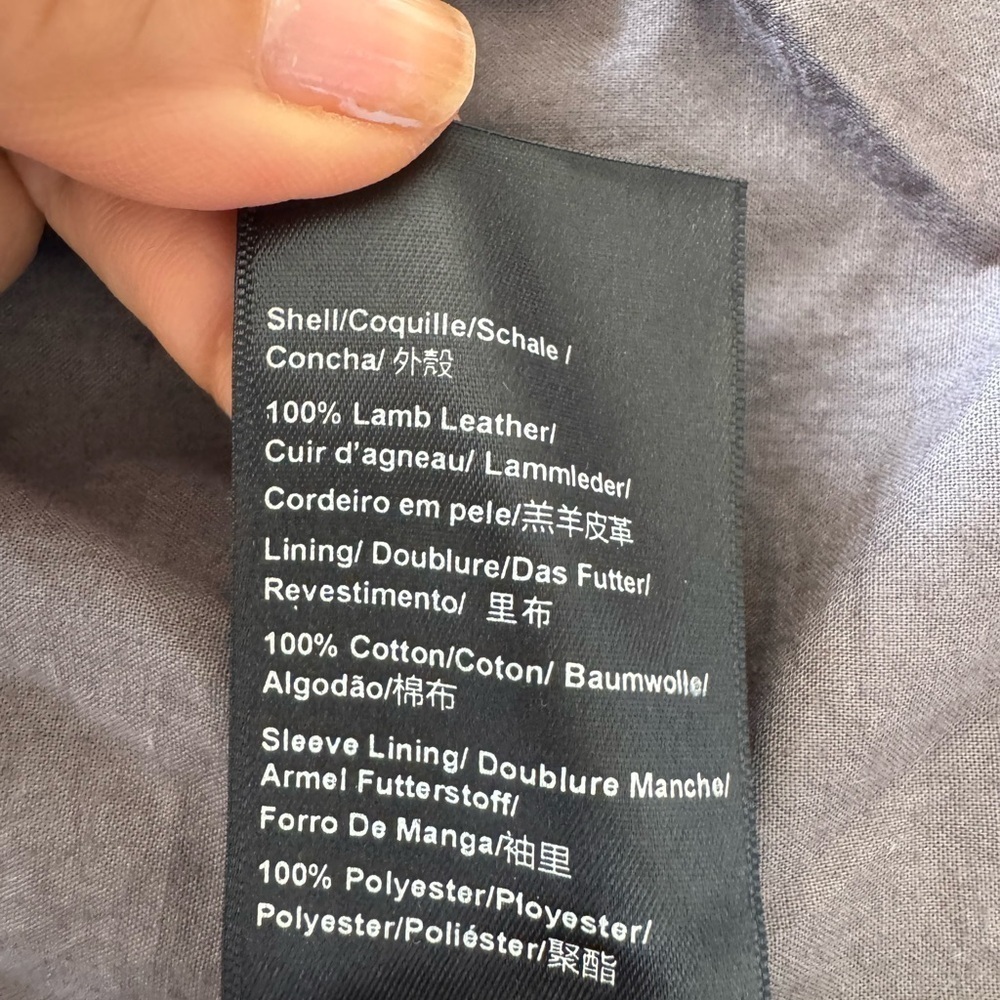 Shell/Coquille/Schale /
Concha/ 外殼
100% Lamb Leather/
Cuir d'agneau/ Lammleder/
Cordeiro em pele/羔羊皮革
Lining/ Doublure/Das Futter/
Revestimento/ 里布
100% Cotton/Coton/ Baumwolle/
Algodão/棉布
Sleeve Lining/ Doublure Manche/
Armel Futterstoff/
Forro De Manga/袖里
100% Polyester/Ployester/
Polyester/Poliéster/聚酯